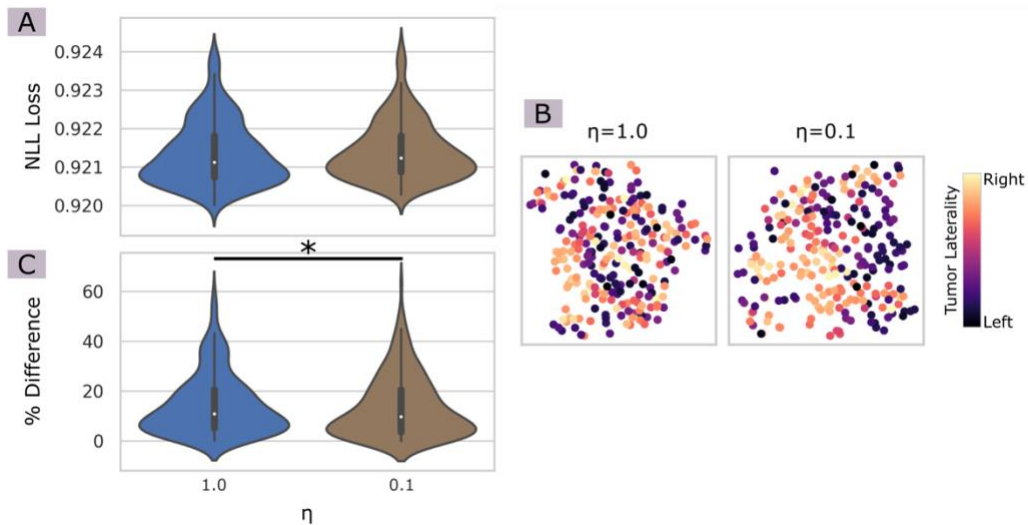 A
0.924
0.923
0.922
0.921
0.920
NLL Loss
B
η=1.0
η=0.1
Right
Tumor Laterality
Left
C
*
60
40
20
0
% Difference
1.0
0.1
η